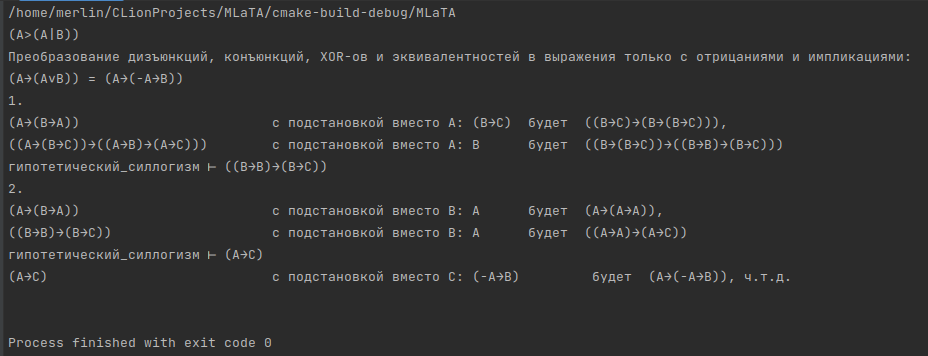 /home/merlin/CLionProjects/MLaTA/cmake-build-debug/MLaTA
(A>(A|B))
Преобразование дизъюнкций, конъюнкций, XOR-ов и эквивалентностей в выражения только с отрицаниями и импликациями:
(A→(A∨B)) = (A→(-A→B))
1.
(A→(B→A)) с подстановкой вместо A: (B→C) будет ((B→C)→(B→(B→C))),
((A→(B→C))→((A→B)→(A→C))) с подстановкой вместо A: B будет ((B→(B→C))→((B→B)→(B→C)))
гипотетический_силлогизм ⊢ ((B→B)→(B→C))
2.
(A→(B→A)) с подстановкой вместо B: A будет (A→(A→A)),
((B→B)→(B→C)) с подстановкой вместо B: A будет ((A→A)→(A→C))
гипотетический_силлогизм ⊢ (A→C)
(A→C) с подстановкой вместо C: (-A→B) будет (A→(-A→B)), ч.т.д.
Process finished with exit code 0